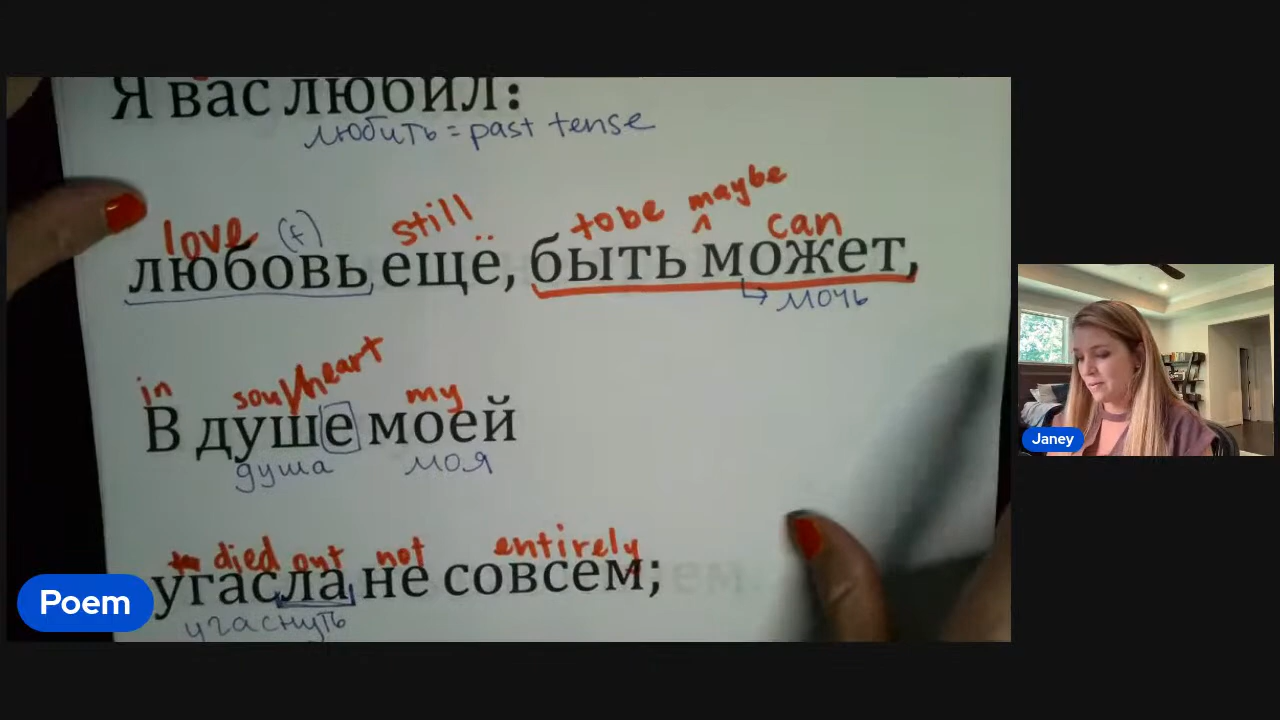 Я вас любил:
любить = past tense
love (f) still to be maybe can
любовь ещё, быть может,
мочь
in soul/heart my
В душе моей
душа моя
died out not entirely
угасла не совсем;
угаснуть
Poem
Janey